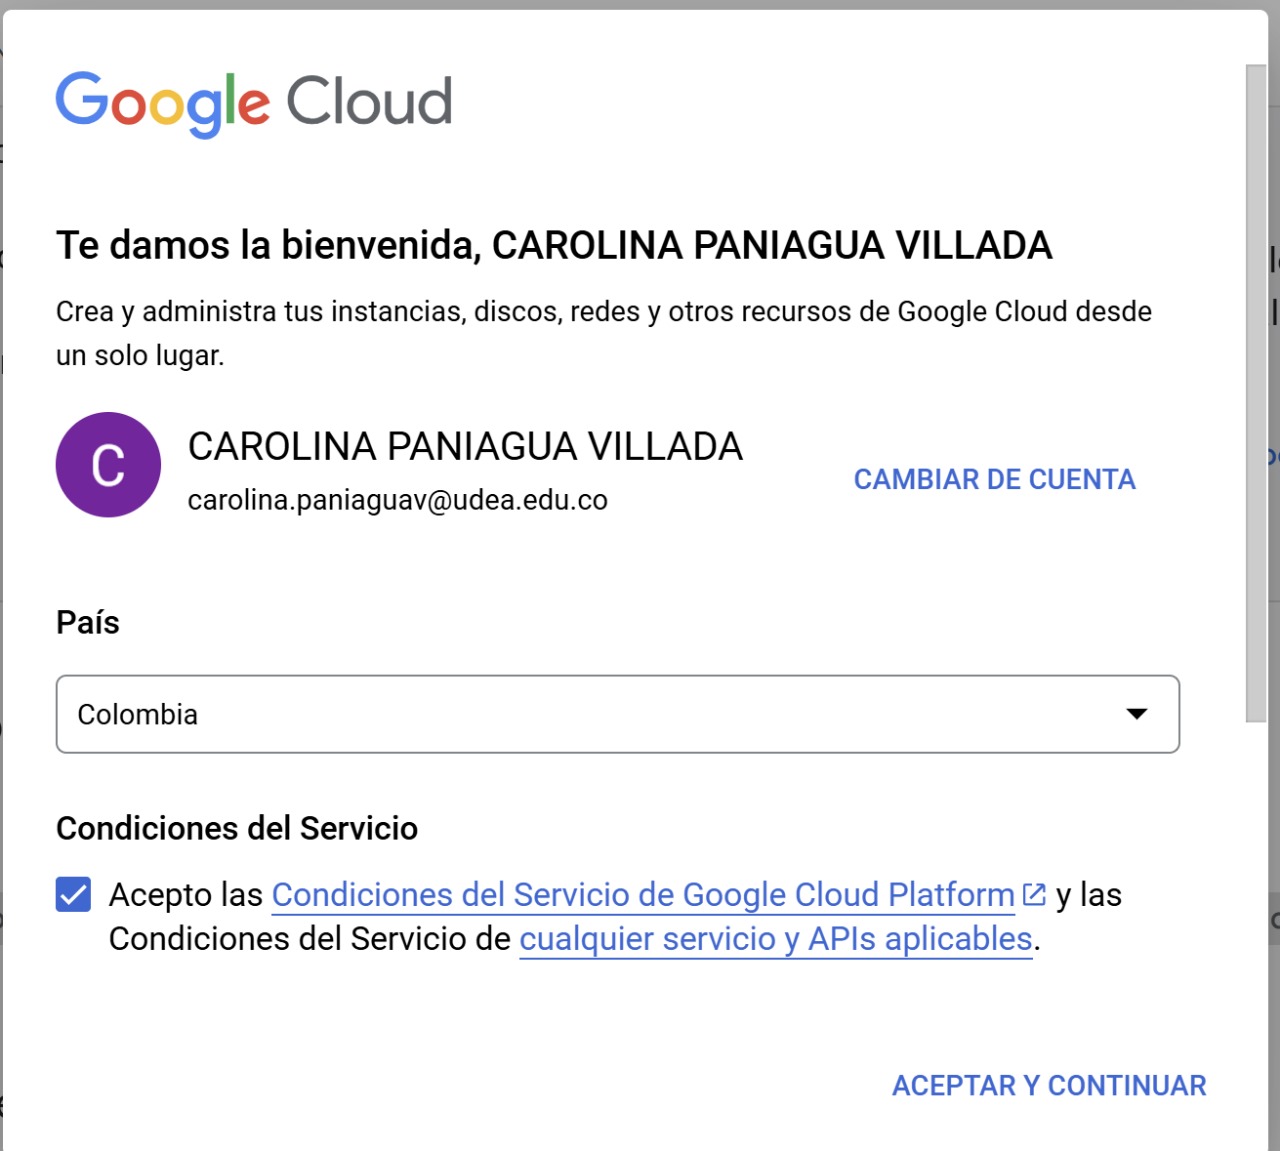 Google Cloud
Te damos la bienvenida, CAROLINA PANIAGUA VILLADA
Crea y administra tus instancias, discos, redes y otros recursos de Google Cloud desde
un solo lugar.
C
CAROLINA PANIAGUA VILLADA
carolina.paniaguav@udea.edu.co
CAMBIAR DE CUENTA
País
Colombia
Condiciones del Servicio
Acepto las Condiciones del Servicio de Google Cloud Platform y las
Condiciones del Servicio de cualquier servicio y APIs aplicables.
ACEPTAR Y CONTINUAR